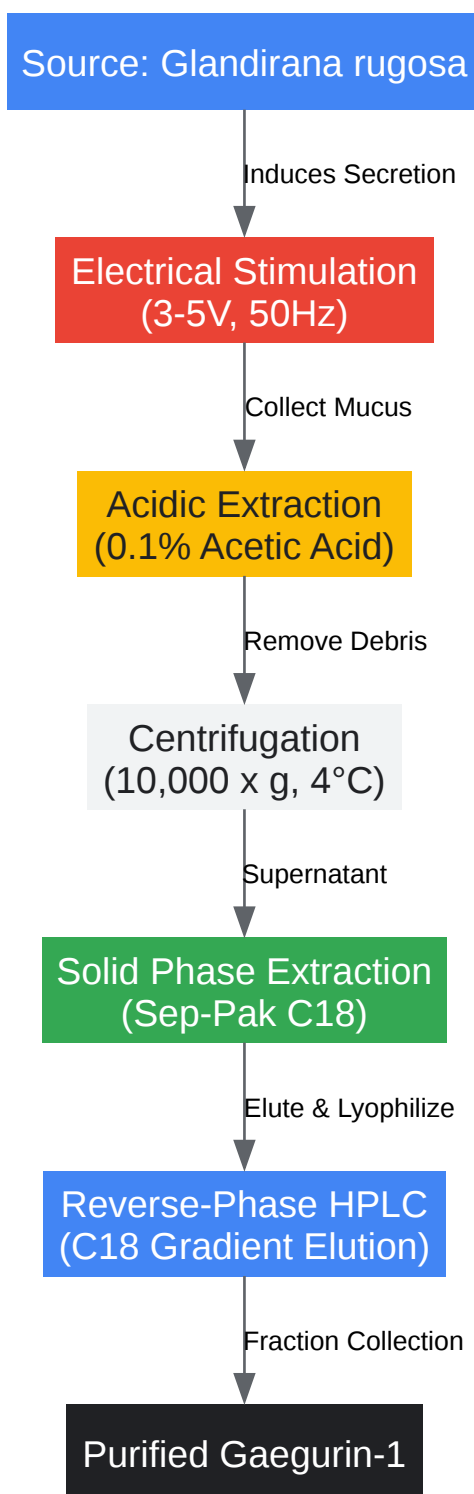 Source: Glandirana rugosa
Induces Secretion
Electrical Stimulation
(3-5V, 50Hz)
Collect Mucus
Acidic Extraction
(0.1% Acetic Acid)
Remove Debris
Centrifugation
(10,000 x g, 4°C)
Supernatant
Solid Phase Extraction
(Sep-Pak C18)
Elute & Lyophilize
Reverse-Phase HPLC
(C18 Gradient Elution)
Fraction Collection
Purified Gaegurin-1